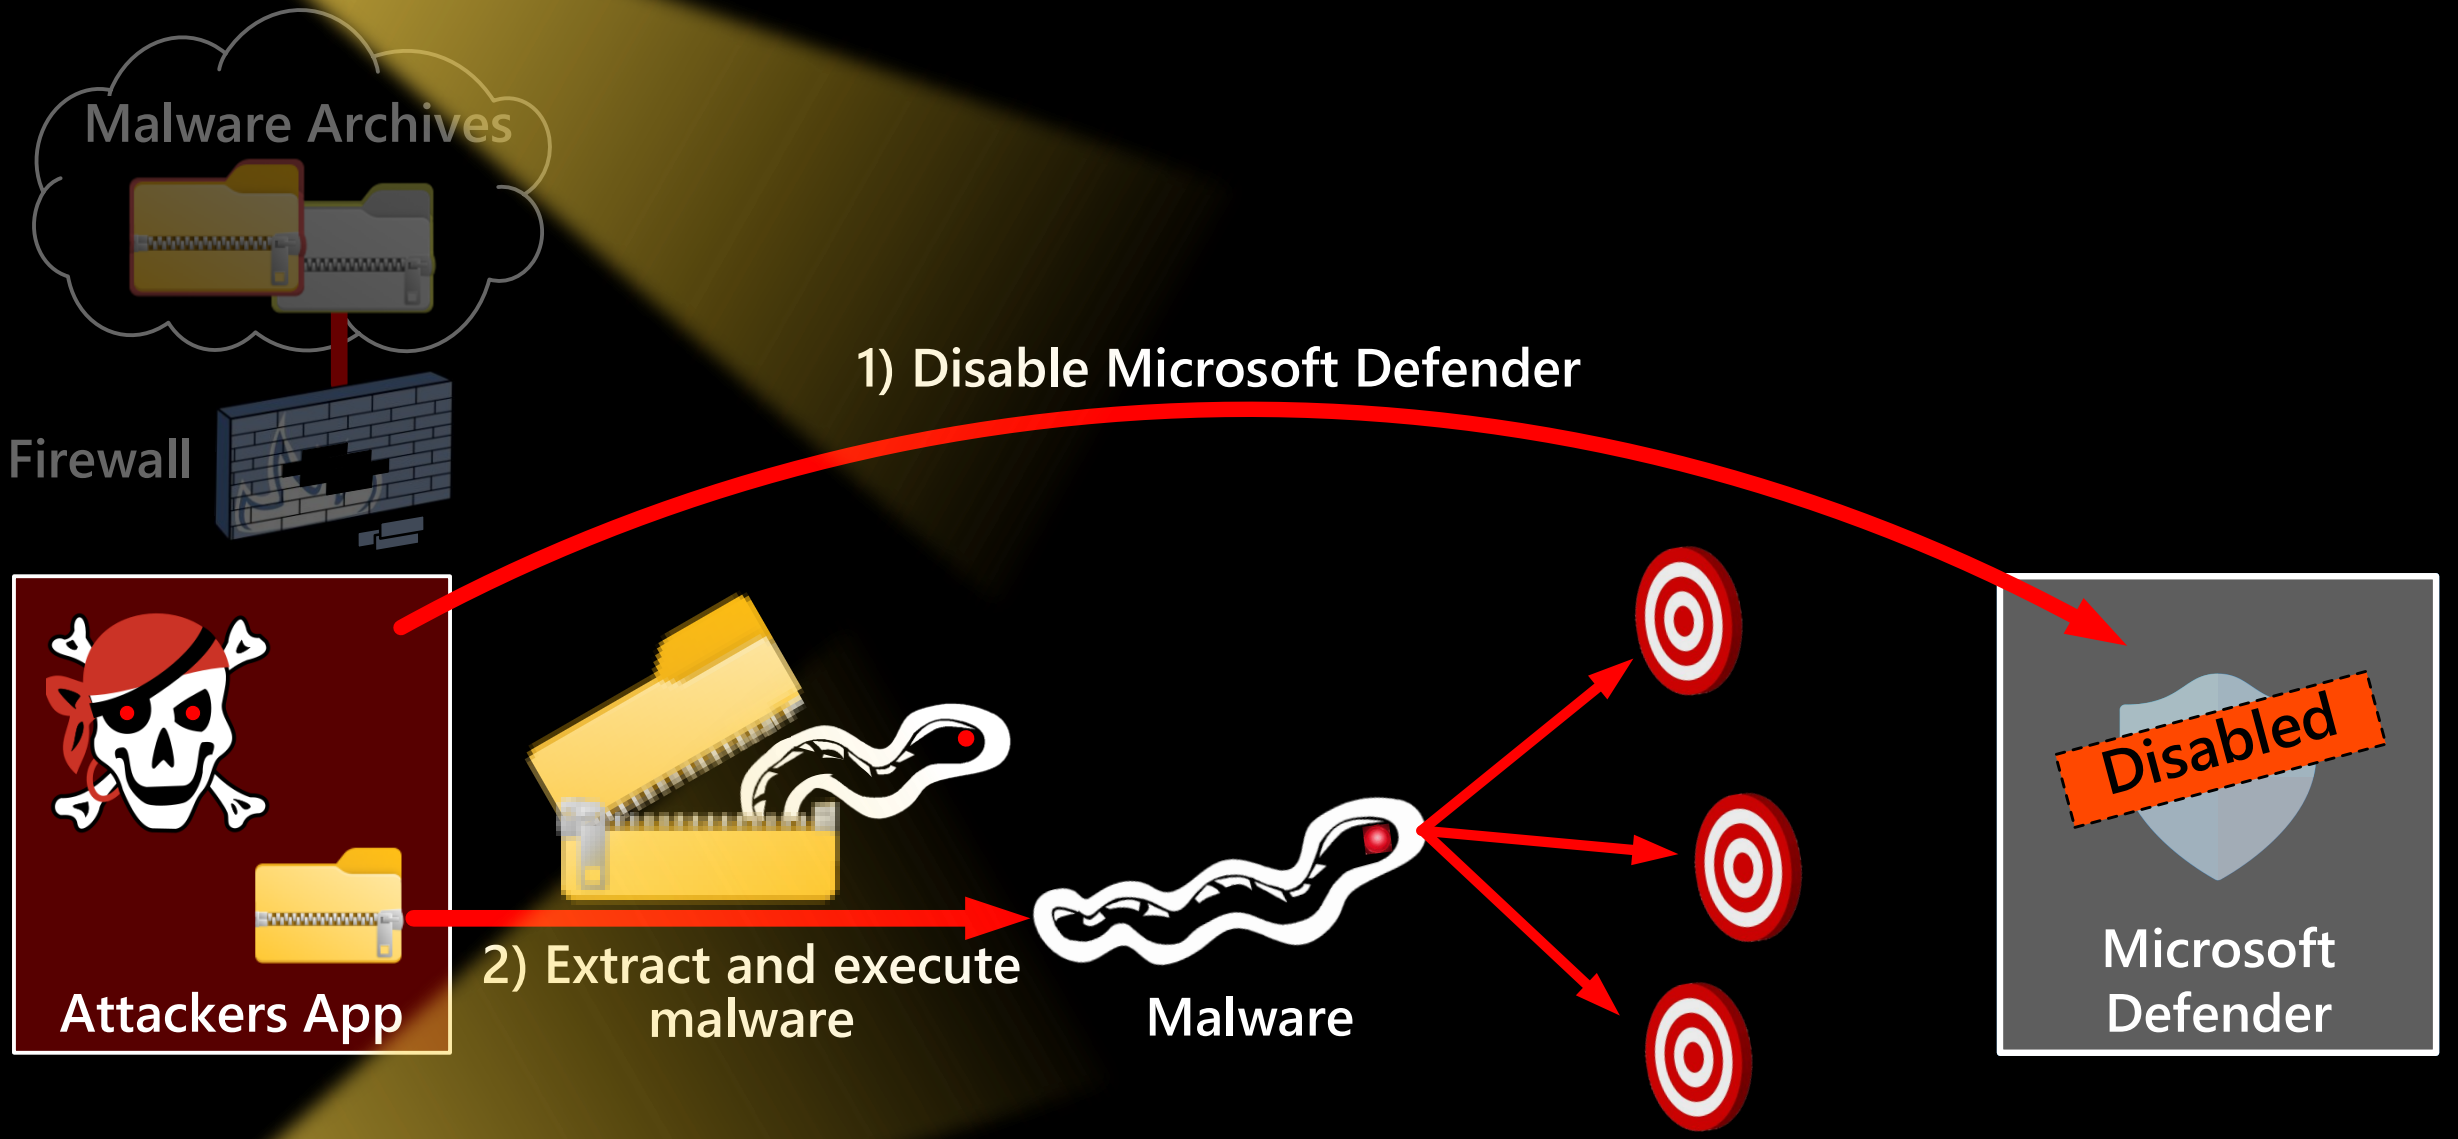 Malware Archives
1) Disable Microsoft Defender
Firewall
Disabled
2) Extract and execute
malware
Attackers App
Malware
Microsoft
Defender